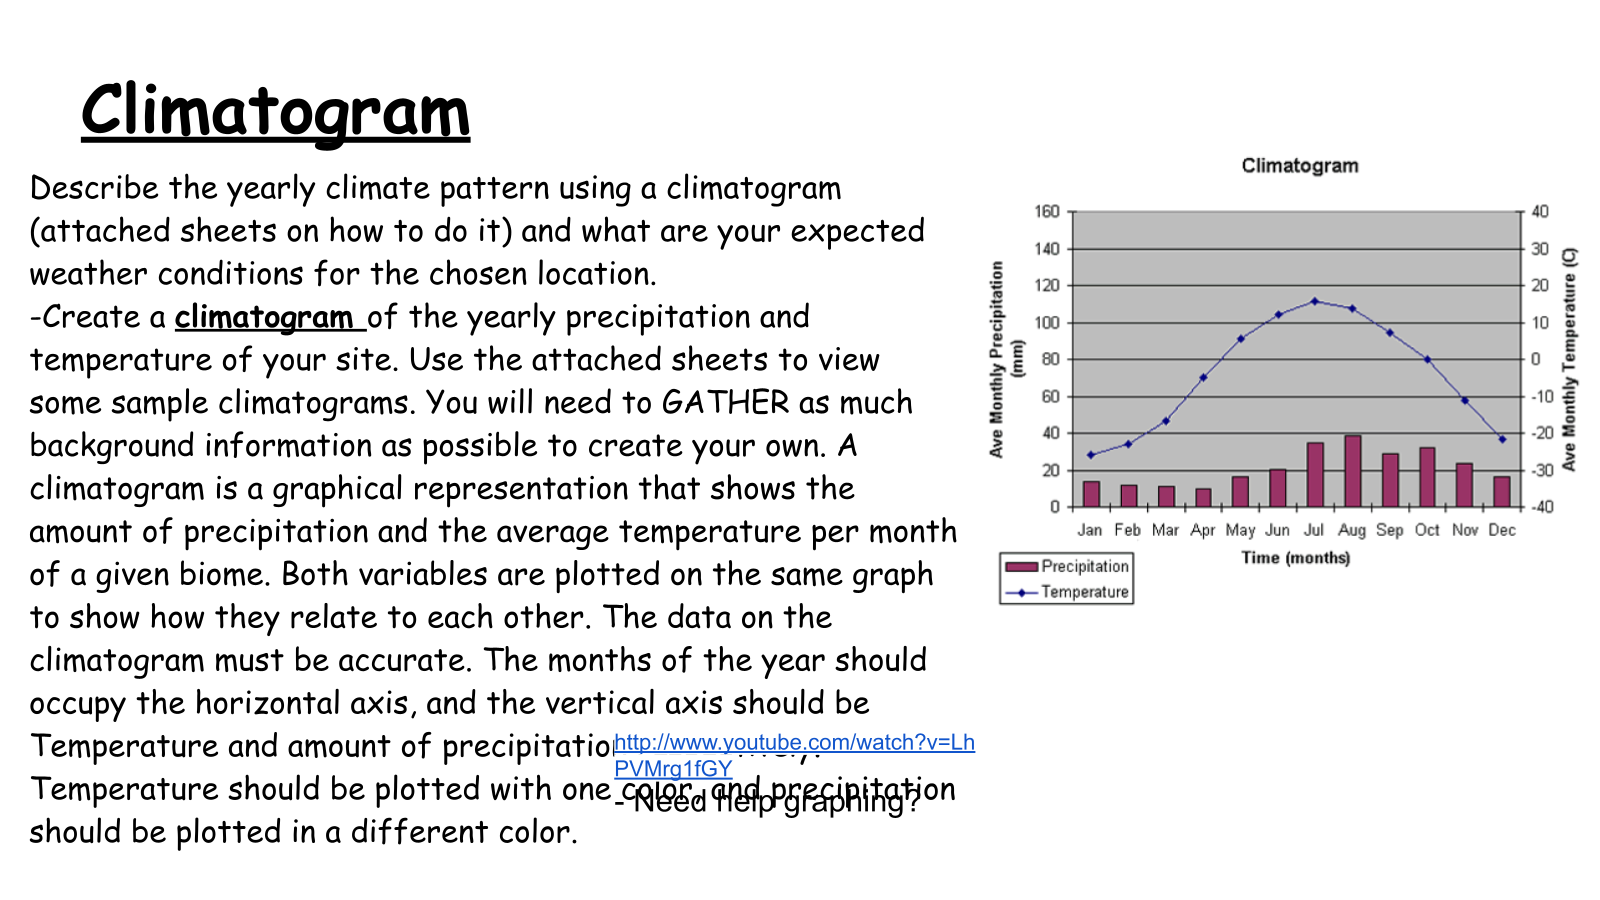 Climatogram
Describe the yearly climate pattern using a climatogram
(attached sheets on how to do it) and what are your expected
weather conditions for the chosen location.
-Create a climatogram of the yearly precipitation and
temperature of your site. Use the attached sheets to view
some sample climatograms. You will need to GATHER as much
background information as possible to create your own. A
climatogram is a graphical representation that shows the
amount of precipitation and the average temperature per month
of a given biome. Both variables are plotted on the same graph
to show how they relate to each other. The data on the
climatogram must be accurate. The months of the year should
occupy the horizontal axis, and the vertical axis should be
Temperature and amount of
Temperature should be plotted with one color, and precipitation
should be plotted in a different color.
http://www.youtube.com/watch?v=Lh
PVMrg1fGY
- Need help graphing?
Climatogram
Ave Monthly Precipitation
(mm)
160
140
120
100
80
60
40
20
0
40
30
20
10
0
-10
-20
-30
-40
Ave Monthly Temperature (C)
Jan Feb Mar Apr May Jun Jul Aug Sep Oct Nov Dec
Time (months)
Precipitation
Temperature